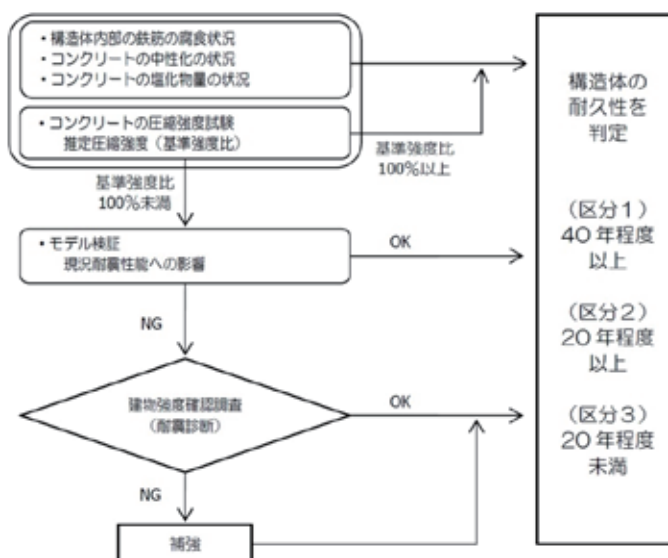 ・構造体内部の鉄筋の腐食状況
・コンクリートの中性化の状況
・コンクリートの塩化物量の状況
・コンクリートの圧縮強度試験
推定圧縮強度（基準強度比）
基準強度比
100%以上
基準強度比
100%未満
・モデル検証
現況耐震性能への影響
OK
NG
建物強度確認調査
（耐震診断）
OK
NG
補強
構造体の
耐久性を
判定
（区分１）
40年程度
以上
（区分２）
20年程度
以上
（区分３）
20年程度
未満